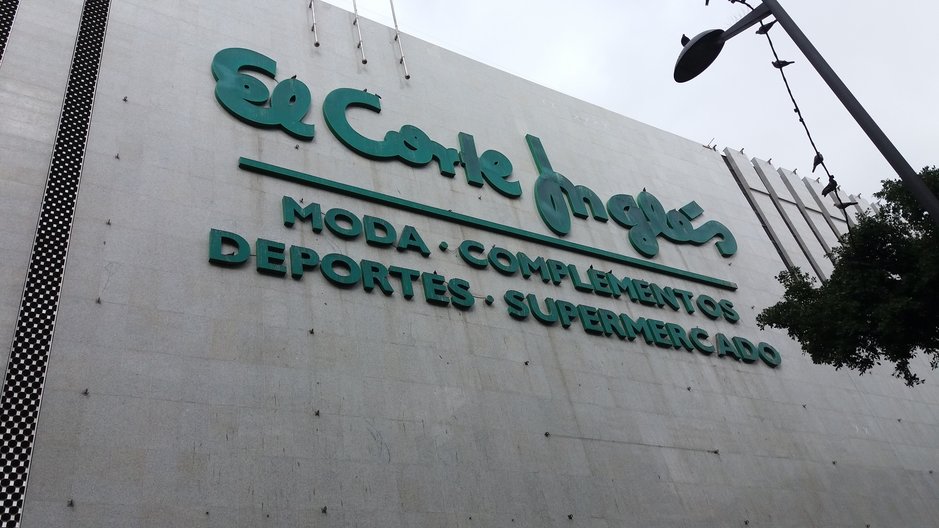 El Corte Inglés
MODA · COMPLEMENTOS
DEPORTES · SUPERMERCADO